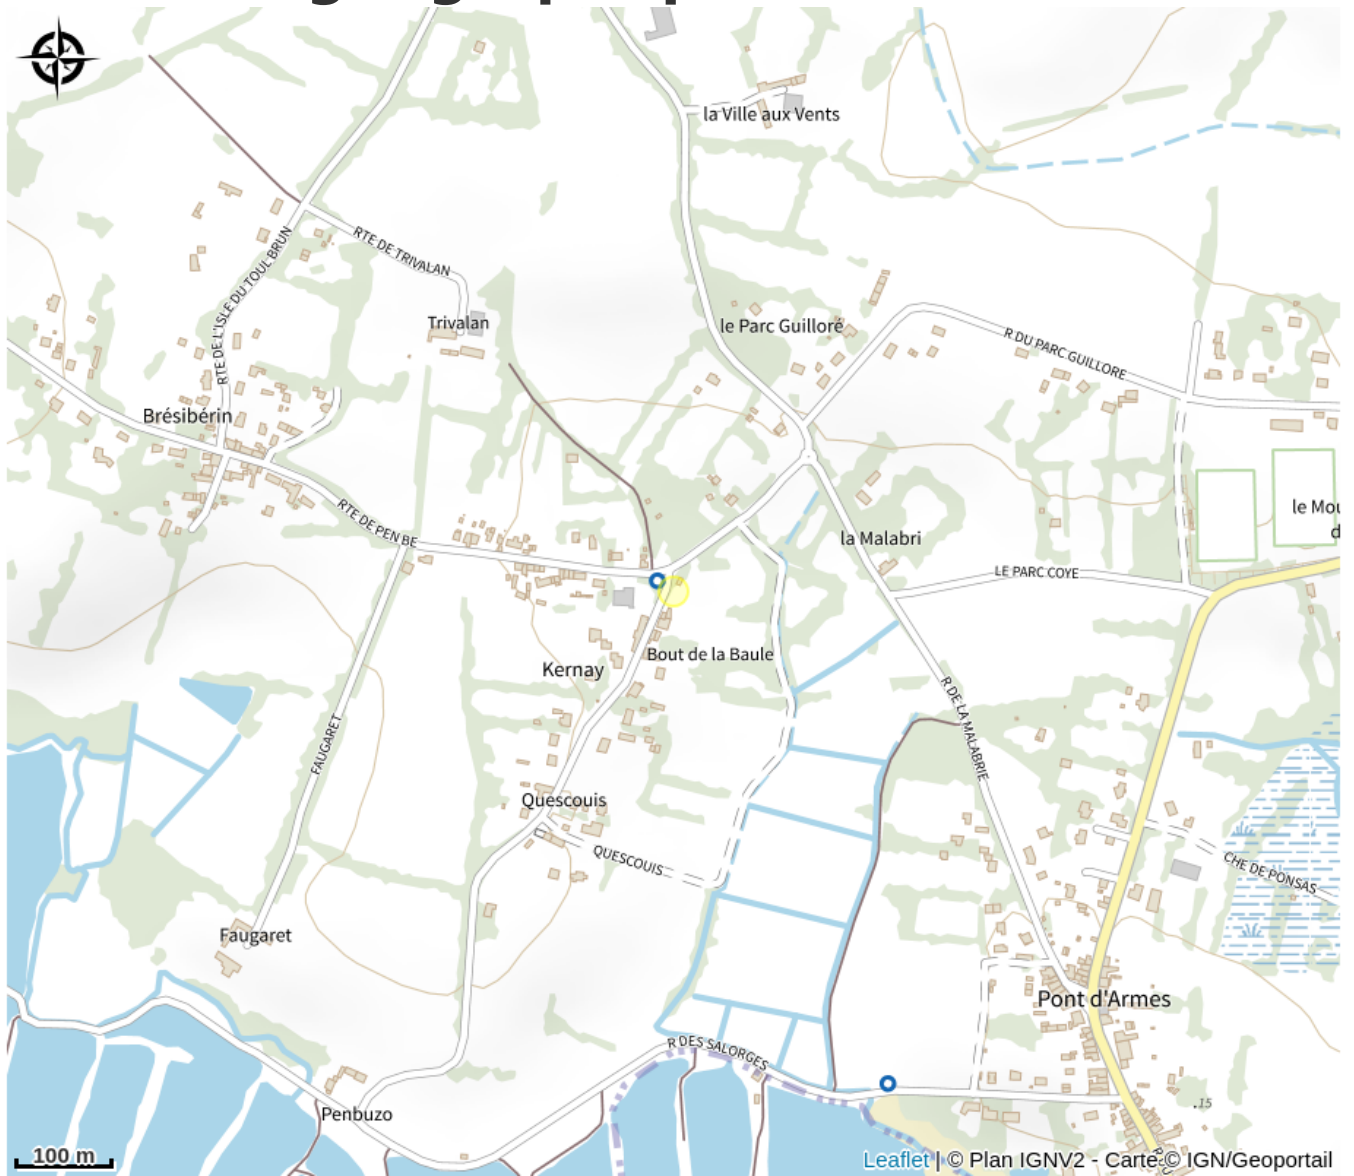 la Ville aux Vents
RTE DE TRIVALAN
RTE DE L'ISLE DU TOUL BRUN
Trivalan
le Parc Guilloré
R DU PARC GUILLORE
Brésibérin
RTE DE PEN BE
le Mou
d
la Malabri
LE PARC COYE
Bout de la Baule
Kernay
R DE LA MALABRIE
FAUGARET
Quescouis
QUESCOUIS
CHE DE PONSAS
Faugaret
Pont d'Armes
R DES SALORGES
Penbuzo
.15
100 m
Leaflet | © Plan IGNV2 - Carte © IGN/Geoportail